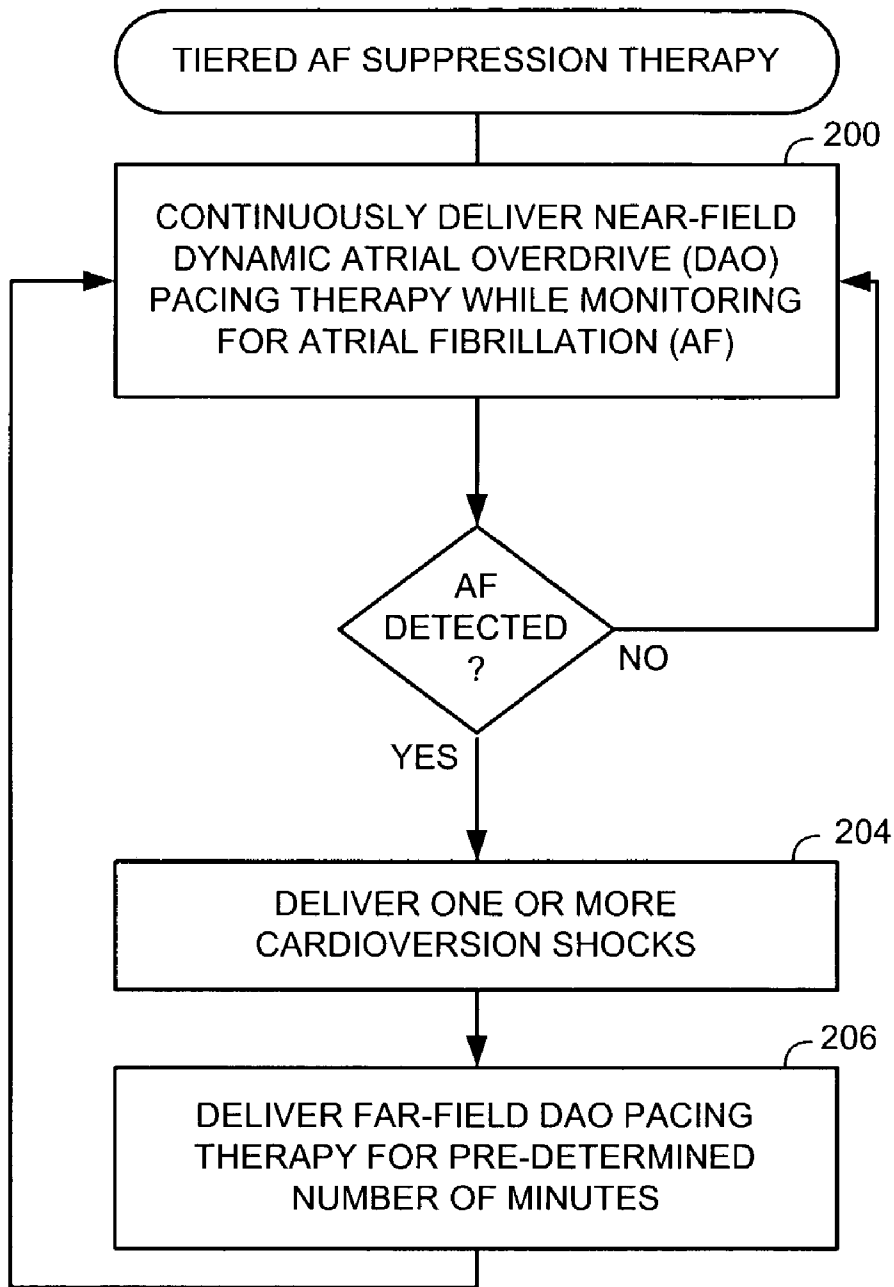 TIERED AF SUPPRESSION THERAPY
200
CONTINUOUSLY DELIVER NEAR-FIELD
DYNAMIC ATRIAL OVERDRIVE (DAO)
PACING THERAPY WHILE MONITORING
FOR ATRIAL FIBRILLATION (AF)
AF
DETECTED
?
NO
YES
204
DELIVER ONE OR MORE
CARDIOVERSION SHOCKS
206
DELIVER FAR-FIELD DAO PACING
THERAPY FOR PRE-DETERMINED
NUMBER OF MINUTES